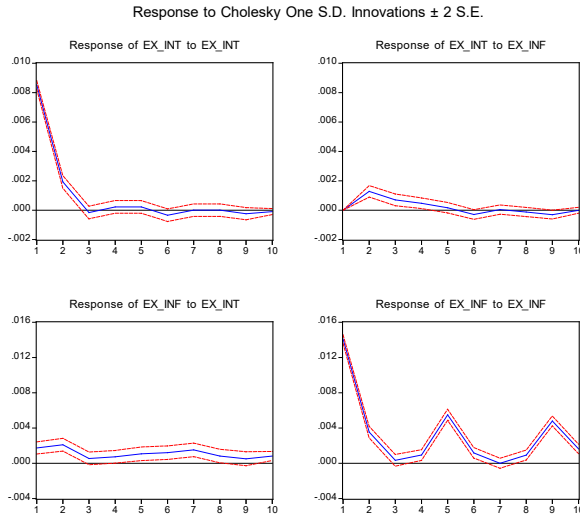 Response to Cholesky One S.D. Innovations ± 2 S.E.
Response of EX_INT to EX_INT
.010
.008
.006
.004
.002
.000
-.002
1 2 3 4 5 6 7 8 9 10
Response of EX_INT to EX_INF
.010
.008
.006
.004
.002
.000
-.002
1 2 3 4 5 6 7 8 9 10
Response of EX_INF to EX_INT
.016
.012
.008
.004
.000
-.004
1 2 3 4 5 6 7 8 9 10
Response of EX_INF to EX_INF
.016
.012
.008
.004
.000
-.004
1 2 3 4 5 6 7 8 9 10